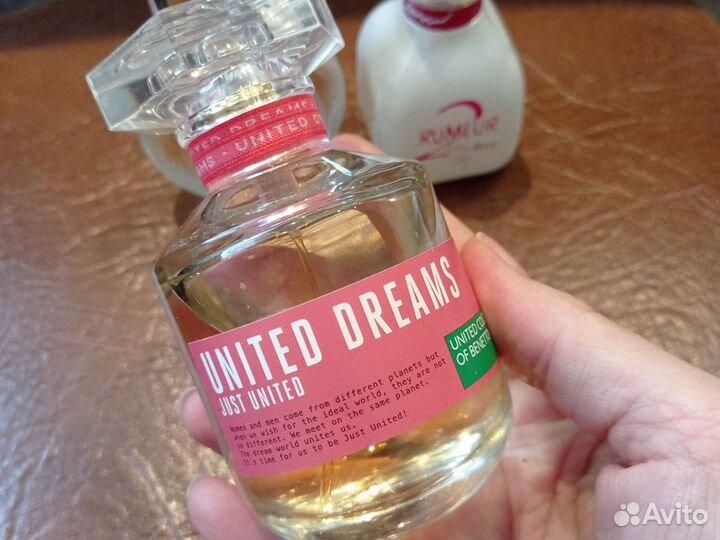 UNITED DREAMS
JUST UNITED
Women and men come from different planets but
when we wish for the ideal world, they are not
so different. We meet on the same planet.
The dream world unites us.
It's time for us to be Just United!
UNITED
OF
DREAMS
- UNITED
RUMEUR
Avito